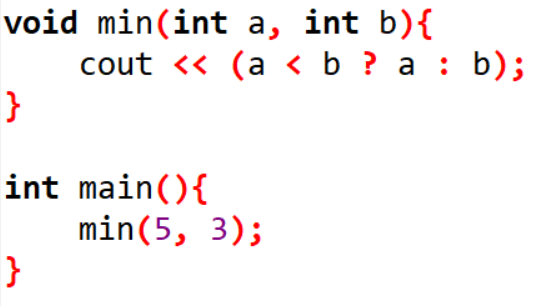 void min(int a, int b){
    cout << (a < b ? a : b);
}

int main(){
    min(5, 3);
}